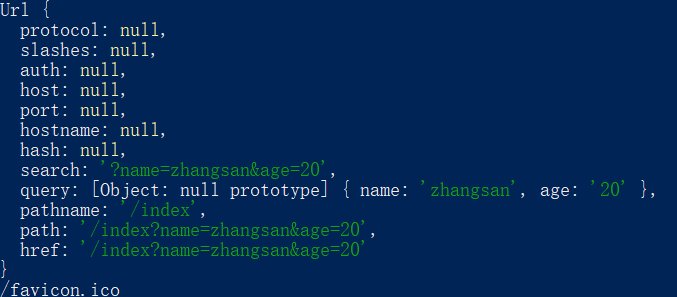 Url {
  protocol: null,
  slashes: null,
  auth: null,
  host: null,
  port: null,
  hostname: null,
  hash: null,
  search: '?name=zhangsan&age=20',
  query: [Object: null prototype] { name: 'zhangsan', age: '20' },
  pathname: '/index',
  path: '/index?name=zhangsan&age=20',
  href: '/index?name=zhangsan&age=20'
}
/favicon.ico